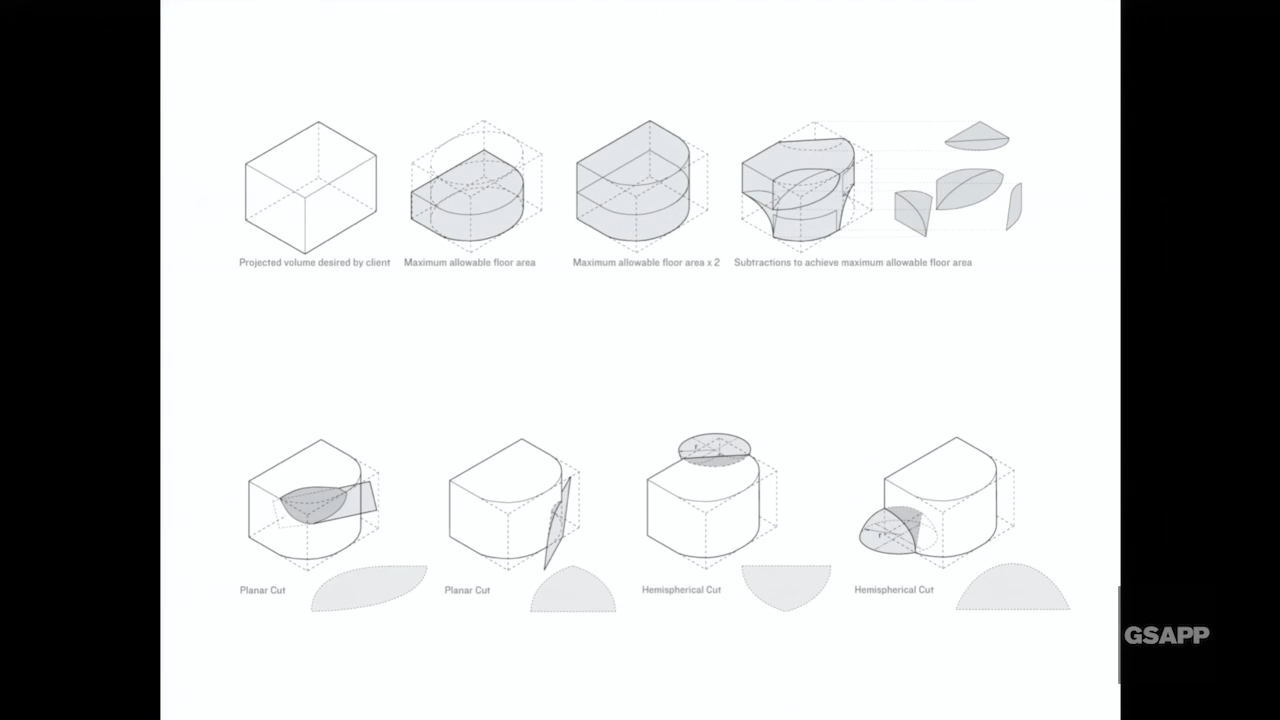 Projected volume desired by client
Maximum allowable floor area
Maximum allowable floor area x 2
Subtractions to achieve maximum allowable floor area
Planar Cut
Planar Cut
Hemispherical Cut
Hemispherical Cut
GSAPP